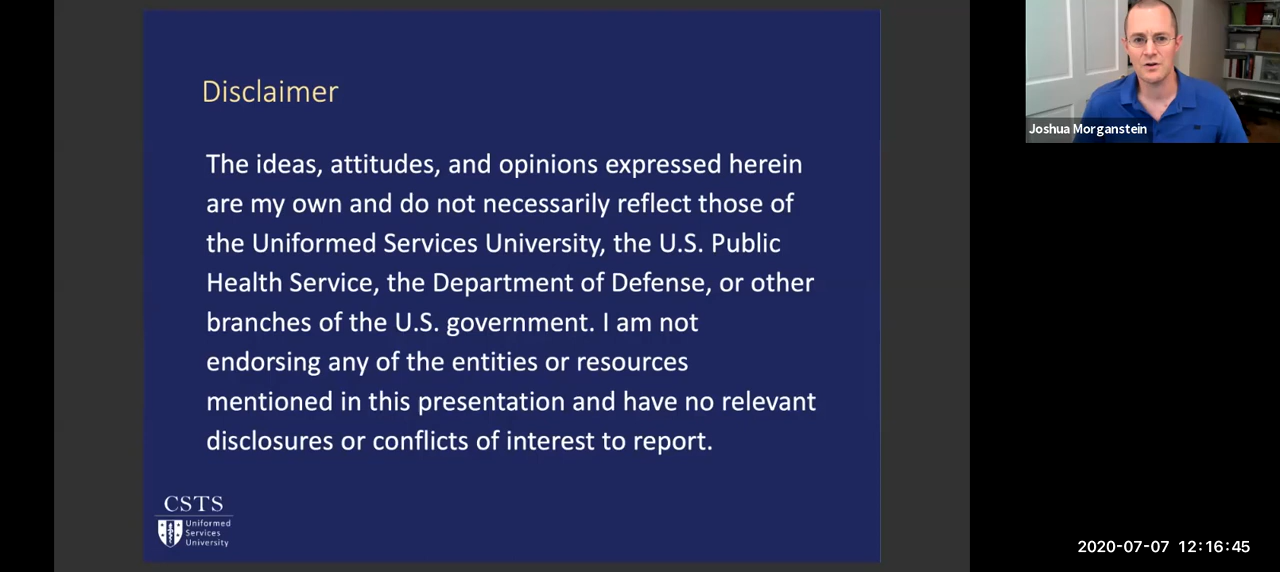 Disclaimer
The ideas, attitudes, and opinions expressed herein
are my own and do not necessarily reflect those of
the Uniformed Services University, the U.S. Public
Health Service, the Department of Defense, or other
branches of the U.S. government. I am not
endorsing any of the entities or resources
mentioned in this presentation and have no relevant
disclosures or conflicts of interest to report.
CSTS
Uniformed
Services
University
Joshua Morganstein
2020-07-07 12:16:45